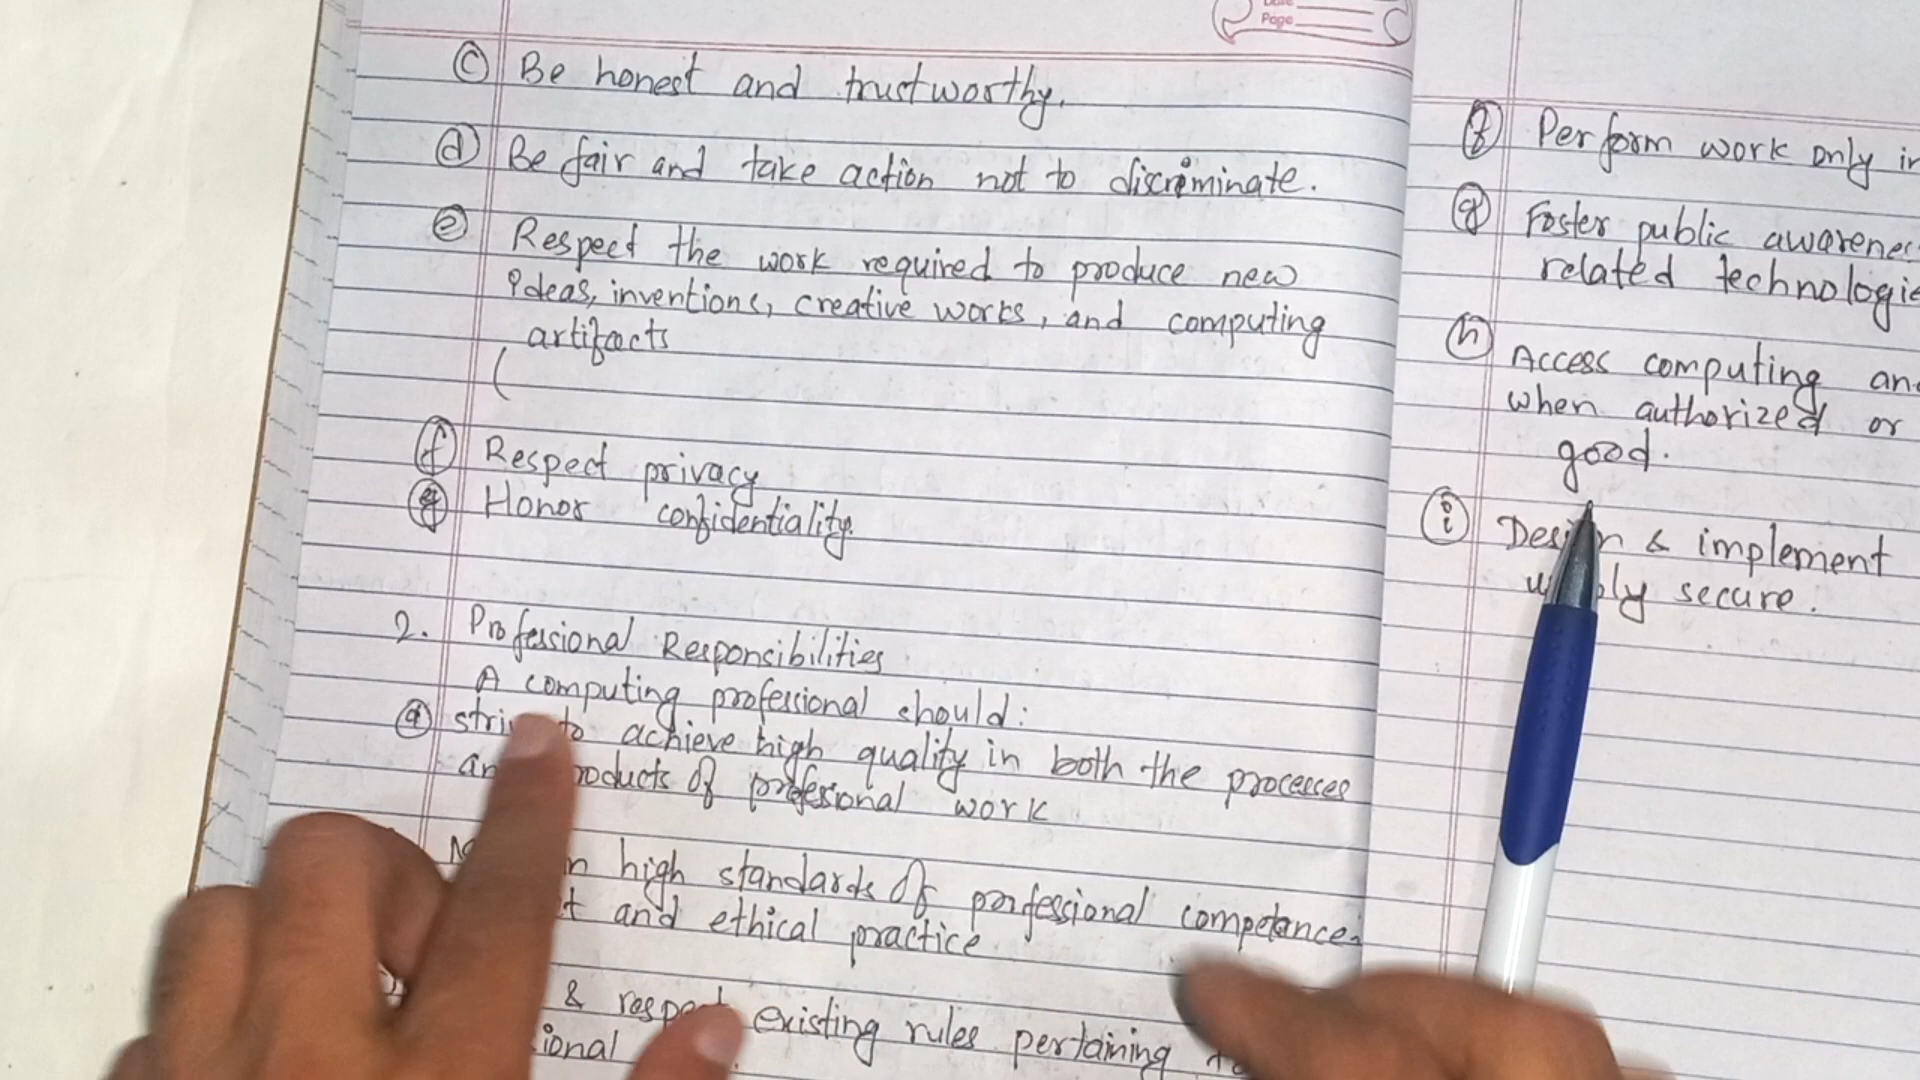 Page
c Be honest and trustworthy.
d Be fair and take action not to discriminate.
e Respect the work required to produce new
ideas, inventions, creative works, and computing
artifacts
(
f Respect privacy
g Honor confidentiality.
2. Professional Responsibilities
A computing professional should:
a to achieve high quality in both the processes
of professional work
high standards of professional competence,
and ethical practice
& respect existing rules pertaining
f Perform work only in
g Foster public
related
h Access computing
when authorized or
good.
i & implement
secure.